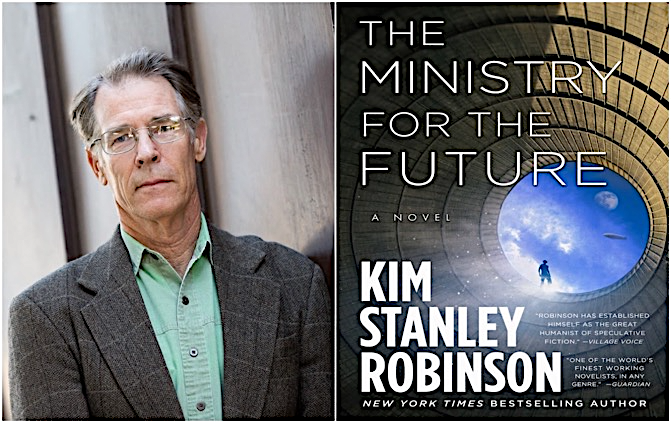 THE
MINISTRY
FOR THE
FUTURE
A NOVEL
KIM
STANLEY
ROBINSON
"ROBINSON HAS ESTABLISHED
HIMSELF AS THE GREAT
HUMANIST OF SPECULATIVE
FICTION." —VILLAGE VOICE
"ONE OF THE WORLD'S
FINEST WORKING
NOVELISTS, IN ANY
GENRE." —GUARDIAN
NEW YORK TIMES BESTSELLING AUTHOR